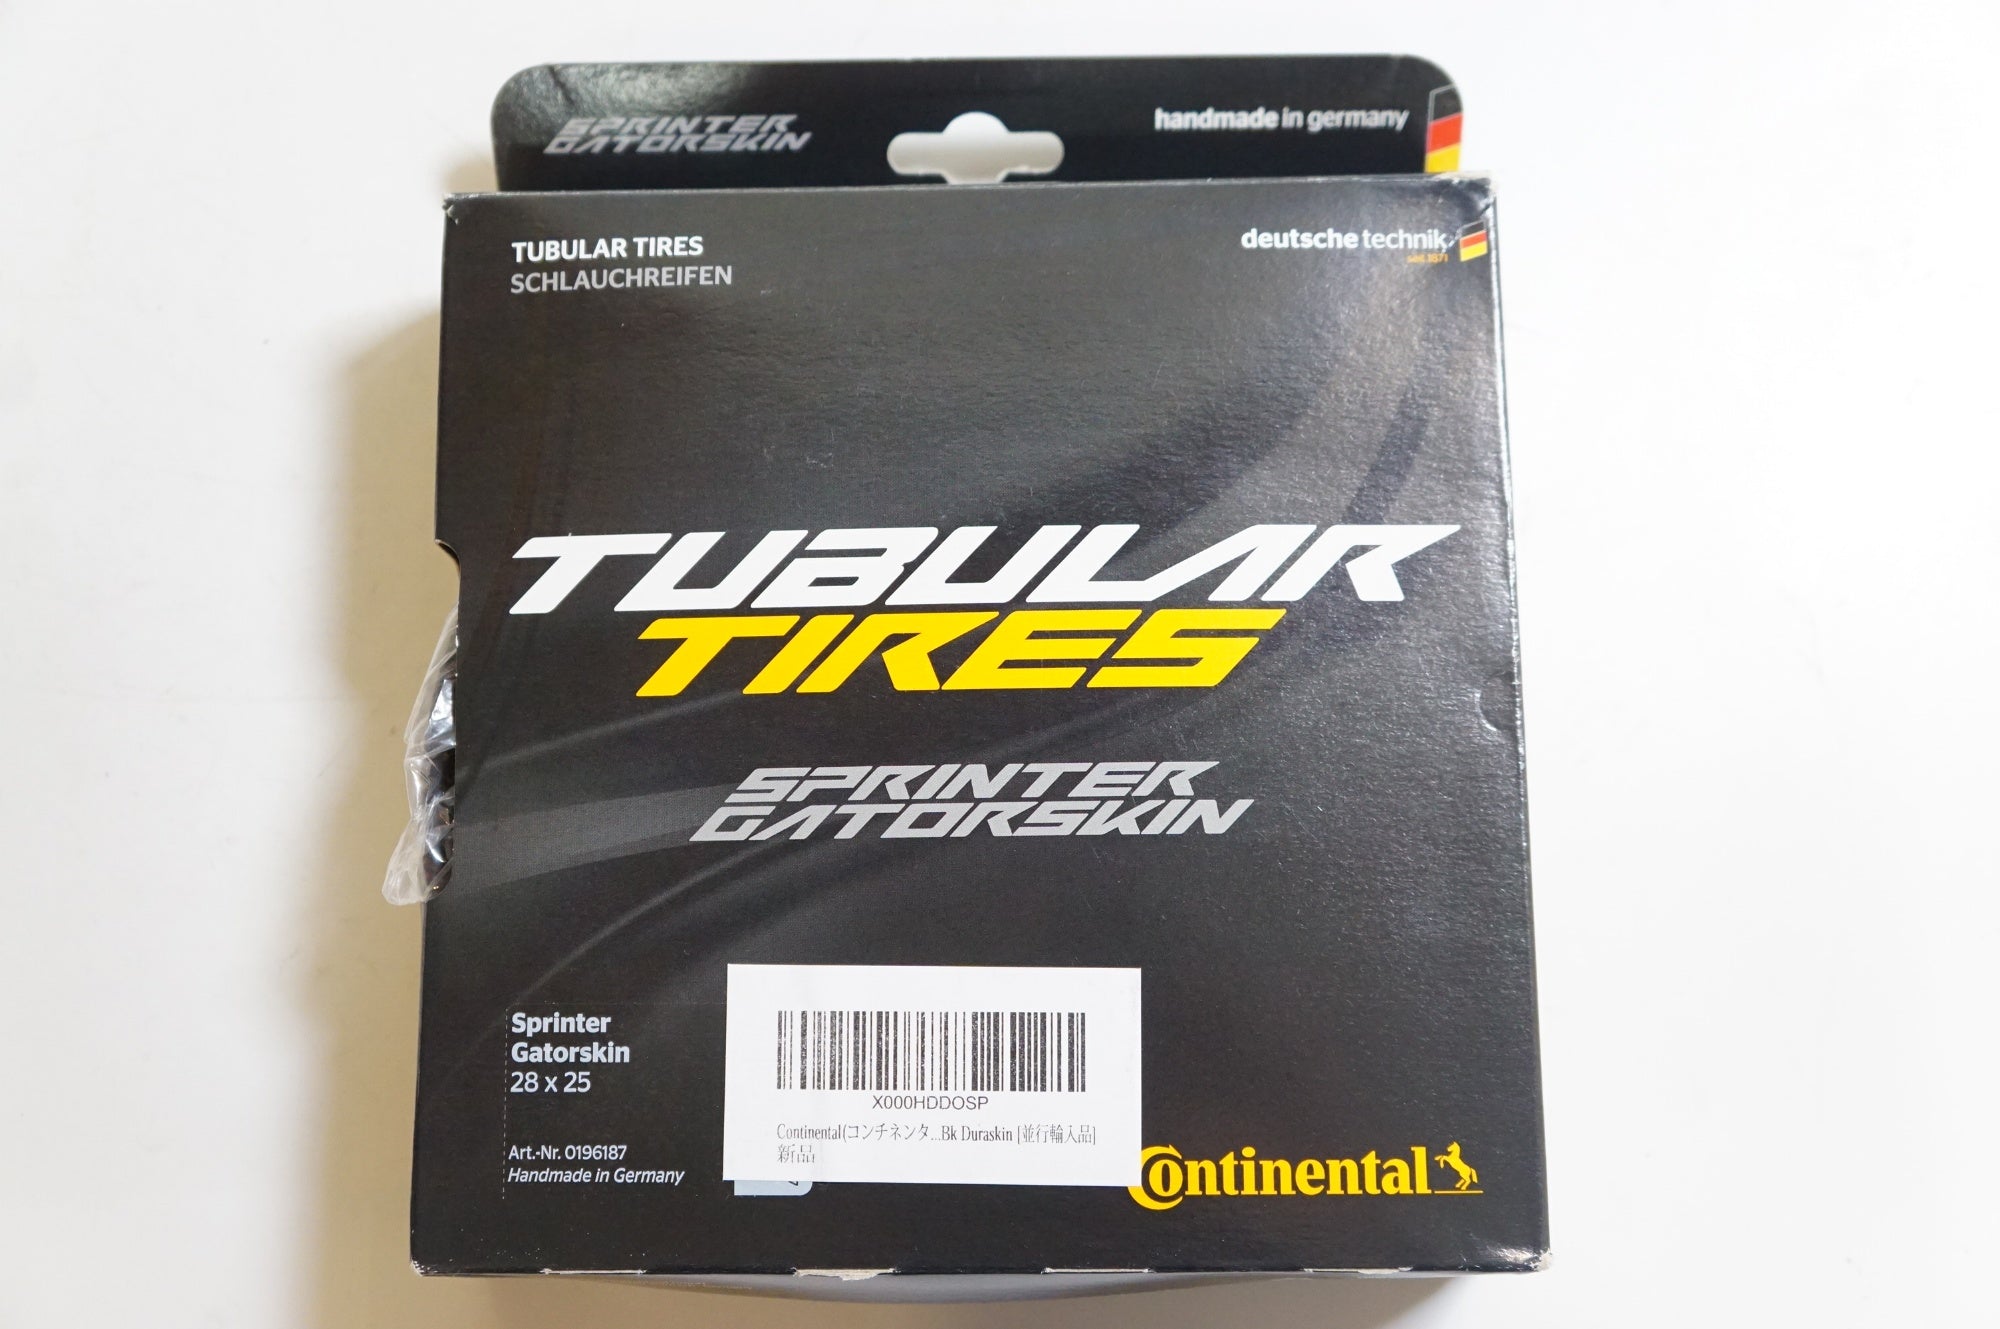 SPRINTER
GATORSKIN
handmade in germany
TUBULAR TIRES
SCHLAUCHREIFEN
deutsche technik
seit 1871
TUBULAR
TIRES
SPRINTER
GATORSKIN
Sprinter
Gatorskin
28 x 25
Art.-Nr. 0196187
Handmade in Germany
X000HDDOSP
Continental(コンチネンタ...Bk Duraskin [並行輸入品]
新品
Continental